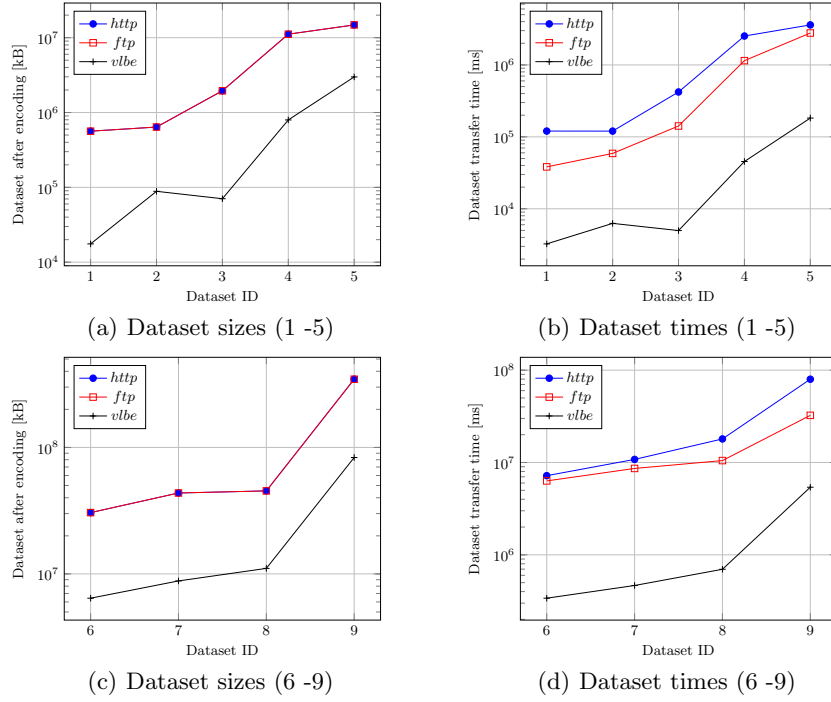 10^7
10^6
10^5
10^4
Dataset after encoding [kB]
http
ftp
vlbe
1 2 3 4 5
Dataset ID
(a) Dataset sizes (1 -5)
10^6
10^5
10^4
Dataset transfer time [ms]
http
ftp
vlbe
1 2 3 4 5
Dataset ID
(b) Dataset times (1 -5)
10^8
10^7
Dataset after encoding [kB]
http
ftp
vlbe
6 7 8 9
Dataset ID
(c) Dataset sizes (6 -9)
10^8
10^7
10^6
Dataset transfer time [ms]
http
ftp
vlbe
6 7 8 9
Dataset ID
(d) Dataset times (6 -9)